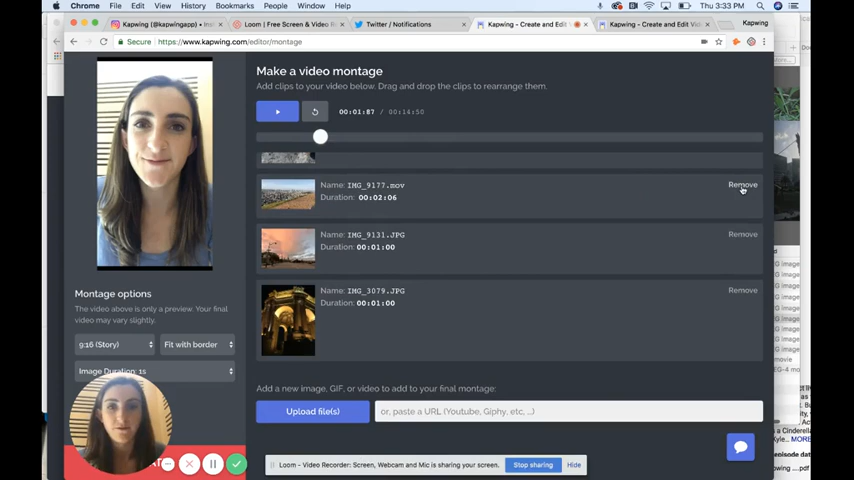 Chrome File Edit View History Bookmarks People Window Help Thu 3:33 PM
Kapwing (@kapwingapp) • Loom | Free Screen & Video R Twitter / Notifications Kapwing - Create and Edit Kapwing - Create and Edit Vide Kapwing
Secure https://www.kapwing.com/editor/montage
Make a video montage
Add clips to your video below. Drag and drop the clips to rearrange them.
00:01:87 / 00:14:50
Name: IMG_9177.mov Remove
Duration: 00:02:06
Name: IMG_9131.JPG Remove
Duration: 00:01:00
Name: IMG_3079.JPG Remove
Duration: 00:01:00
Montage options
The video above is only a preview. Your final
video may vary slightly.
9:16 (Story) Fit with border
Image Duration: 1s
Add a new image, GIF, or video to add to your final montage:
Upload file(s) or, paste a URL (Youtube, Giphy, etc, ...)
Loom - Video Recorder: Screen, Webcam and Mic is sharing your screen. Stop sharing Hide